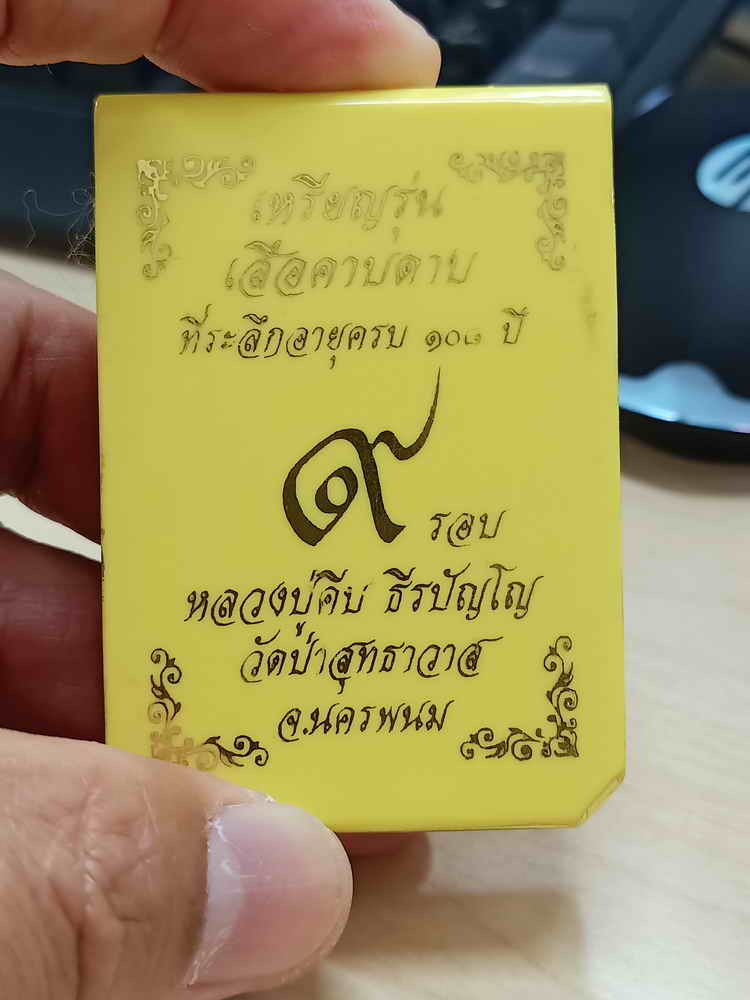 เหรียญรุ่น
เสือคาบดาบ
ที่ระลึกอายุครบ ๑๐๘ ปี
๙ รอบ
หลวงปู่คีบ ธีรปัญโญ
วัดป่าสุทธาวาส
จ.นครพนม